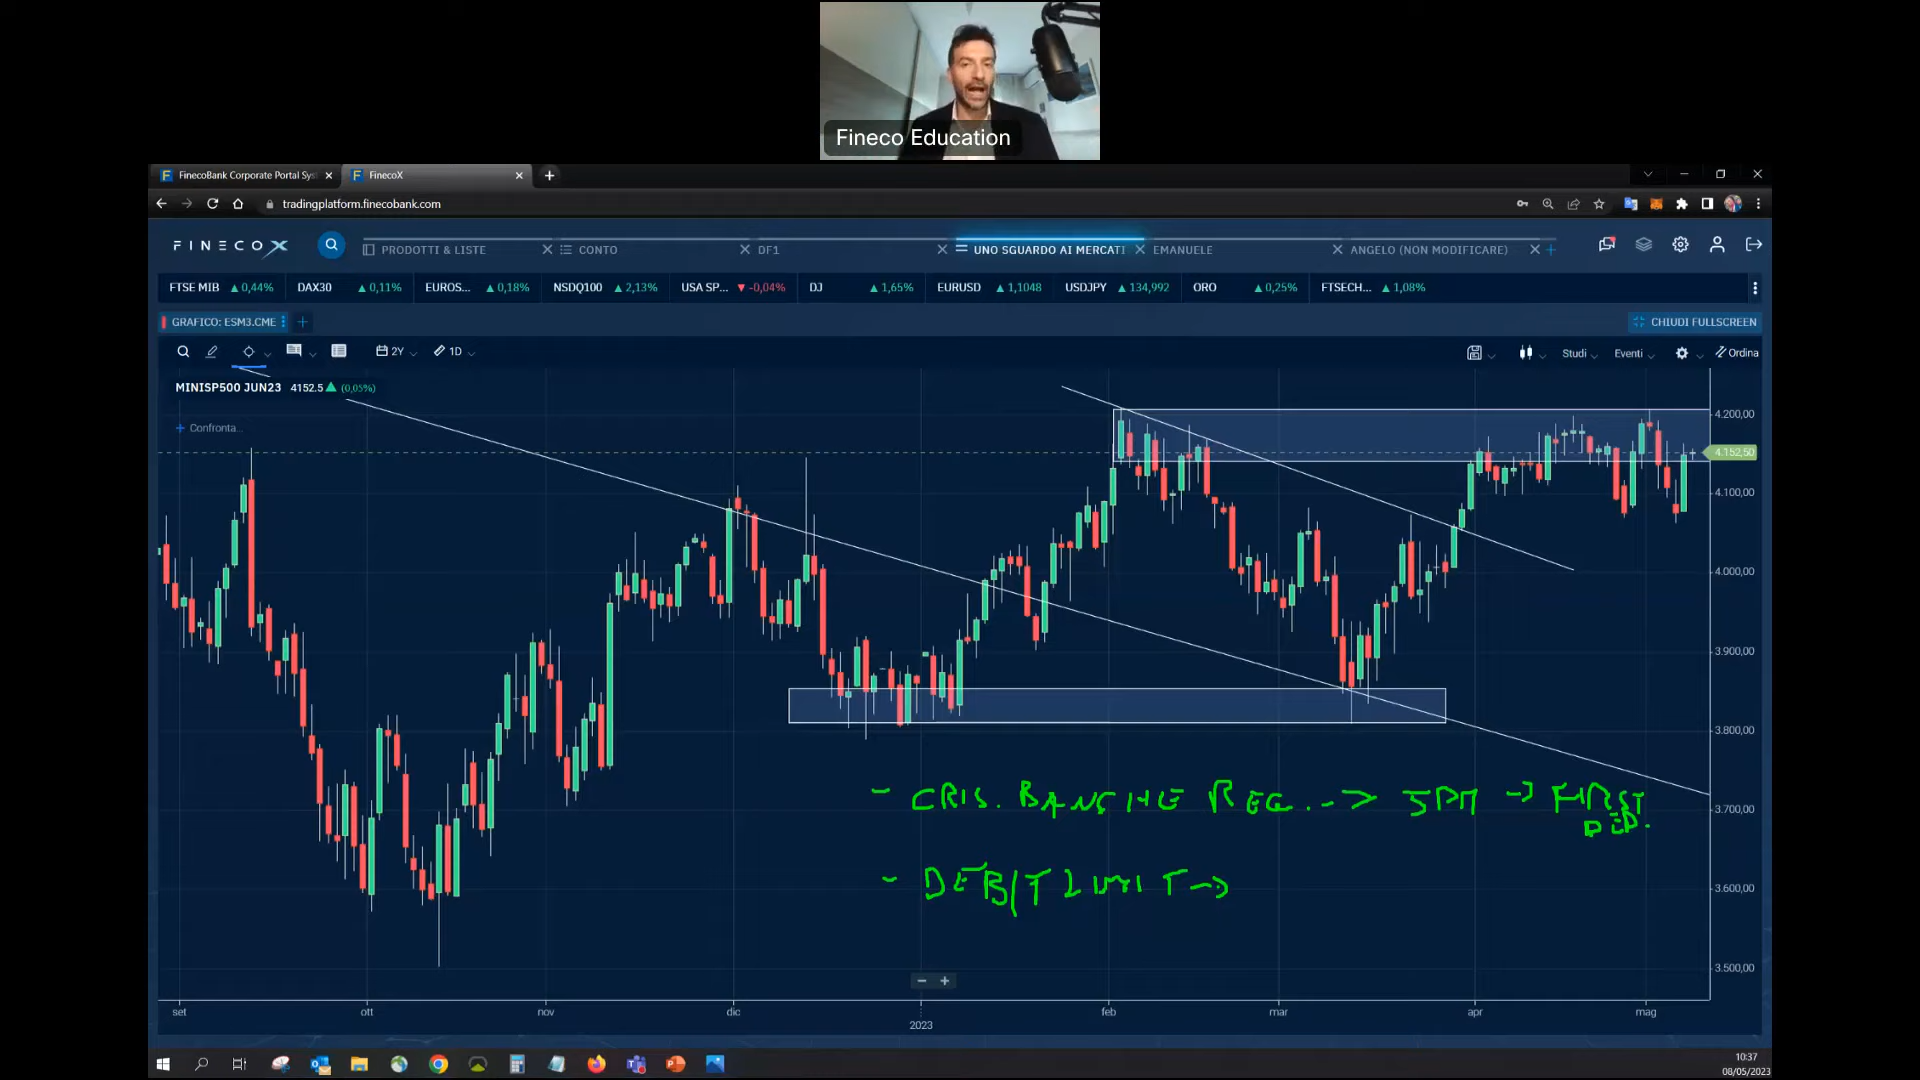 Fineco Education
FinecoBank Corporate Portal Sys
FinecoX
tradingplatform.finecobank.com
FINECOX
PRODOTTI & LISTE
CONTO
DF1
UNO SGUARDO AI MERCATI
EMANUELE
ANGELO (NON MODIFICARE)
FTSE MIB ▲ 0,44% DAX30 ▲ 0,11% EUROS... ▲ 0,18% NSDQ100 ▲ 2,13% USA SP... ▼ -0,04% DJ ▲ 1,65% EURUSD ▲ 1,1048 USDJPY ▲ 134,992 ORO ▲ 0,25% FTSECH... ▲ 1,08%
GRAFICO: ESM3.CME
CHIUDI FULLSCREEN
2Y 1D
Studi Eventi Ordina
MINISP500 JUN23 4152.5 ▲ (0,05%)
+ Confronta...
4.200,00
4.152,50
4.100,00
4.000,00
3.900,00
3.800,00
3.700,00
3.600,00
3.500,00
- CRIS. BANCHE REG. --> JPM -> FIRST
- DEB/T LIMIT ->
set ott nov dic 2023 feb mar apr mag
10:37
08/05/2023